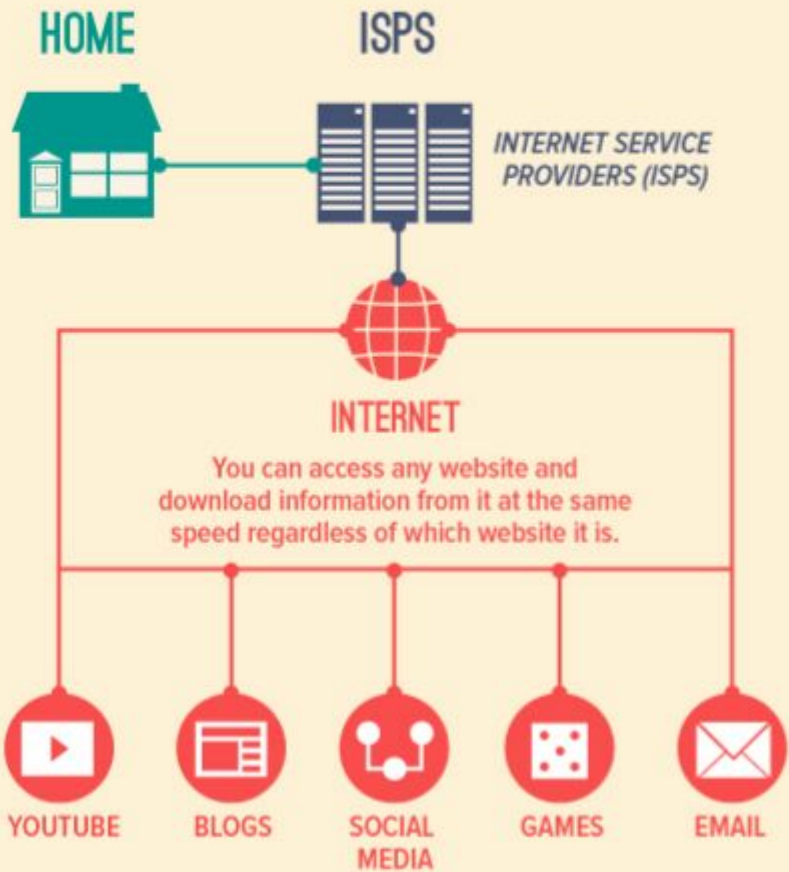 HOME
ISPS
INTERNET SERVICE
PROVIDERS (ISPS)
INTERNET
You can access any website and
download information from it at the same
speed regardless of which website it is.
YOUTUBE
BLOGS
SOCIAL
MEDIA
GAMES
EMAIL